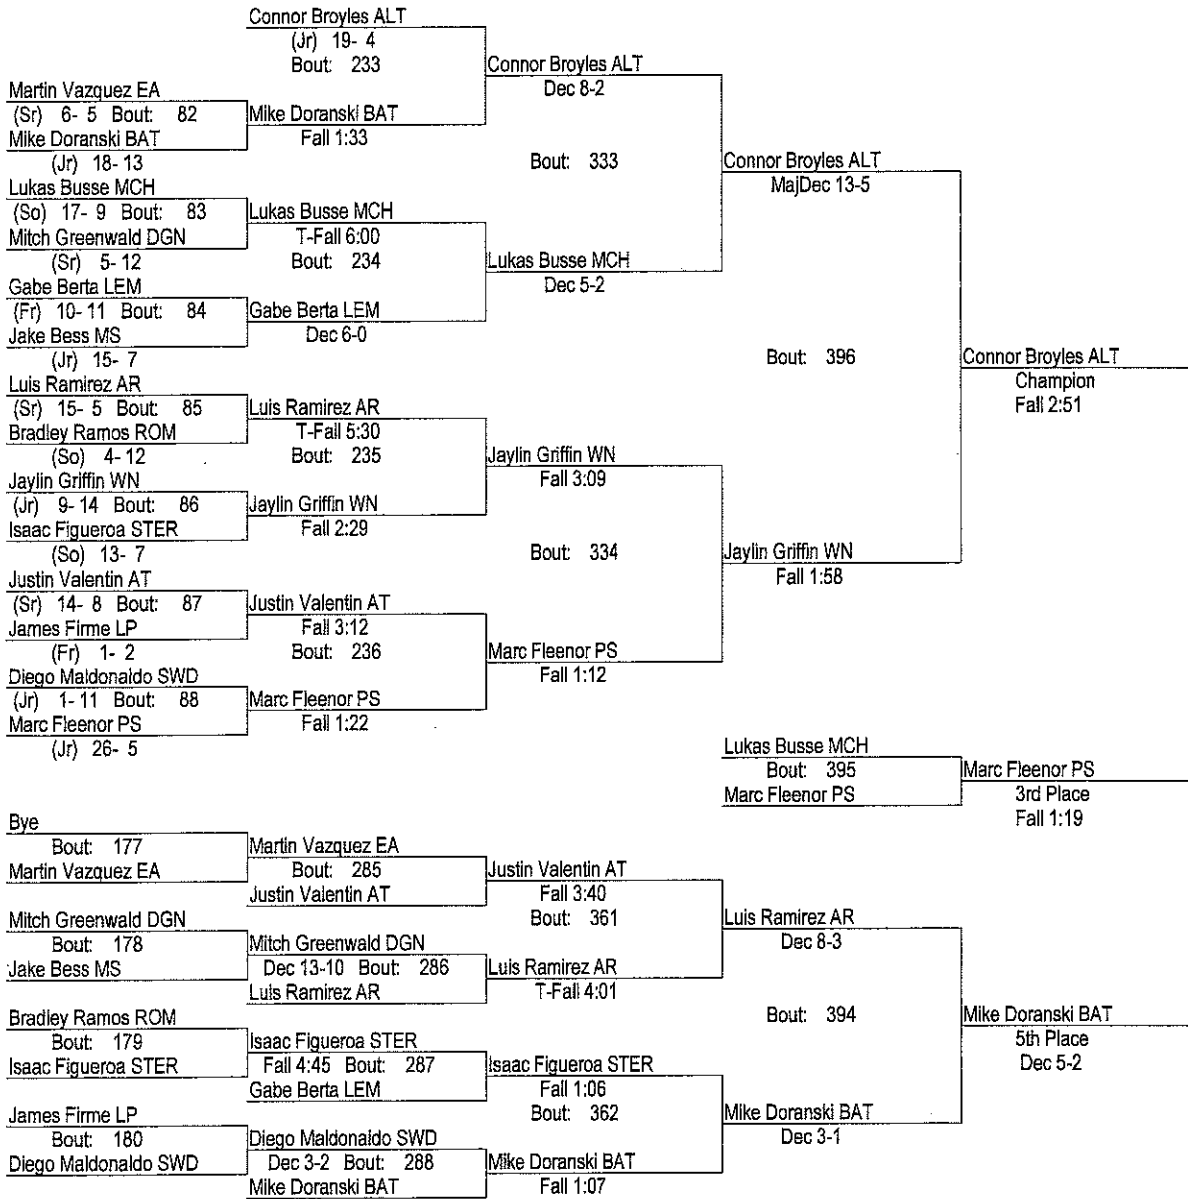 Connor Broyles ALT
(Jr) 19- 4
Bout: 233
Connor Broyles ALT
Dec 8-2
Martin Vazquez EA
(Sr) 6- 5 Bout: 82
Mike Doranski BAT
Mike Doranski BAT
Fall 1:33
(Jr) 18- 13
Bout: 333
Connor Broyles ALT
MajDec 13-5
Lukas Busse MCH
(So) 17- 9 Bout: 83
Lukas Busse MCH
Mitch Greenwald DGN
T-Fall 6:00
(Sr) 5- 12
Bout: 234
Lukas Busse MCH
Dec 5-2
Gabe Berta LEM
(Fr) 10- 11 Bout: 84
Gabe Berta LEM
Jake Bess MS
Dec 6-0
(Jr) 15- 7
Bout: 396
Connor Broyles ALT
Champion
Fall 2:51
Luis Ramirez AR
(Sr) 15- 5 Bout: 85
Luis Ramirez AR
Bradley Ramos ROM
T-Fall 5:30
(So) 4- 12
Bout: 235
Jaylin Griffin WN
Fall 3:09
Jaylin Griffin WN
(Jr) 9- 14 Bout: 86
Jaylin Griffin WN
Isaac Figueroa STER
Fall 2:29
(So) 13- 7
Bout: 334
Jaylin Griffin WN
Fall 1:58
Justin Valentin AT
(Sr) 14- 8 Bout: 87
Justin Valentin AT
James Firme LP
Fall 3:12
(Fr) 1- 2
Bout: 236
Marc Fleenor PS
Fall 1:12
Diego Maldonaldo SWD
(Jr) 1- 11 Bout: 88
Marc Fleenor PS
Marc Fleenor PS
Fall 1:22
(Jr) 26- 5
Lukas Busse MCH
Bout: 395
Marc Fleenor PS
Marc Fleenor PS
3rd Place
Fall 1:19
Bye
Bout: 177
Martin Vazquez EA
Martin Vazquez EA
Bout: 285
Justin Valentin AT
Justin Valentin AT
Fall 3:40
Bout: 361
Luis Ramirez AR
Dec 8-3
Mitch Greenwald DGN
Bout: 178
Jake Bess MS
Mitch Greenwald DGN
Dec 13-10 Bout: 286
Luis Ramirez AR
Luis Ramirez AR
T-Fall 4:01
Bout: 394
Mike Doranski BAT
5th Place
Dec 5-2
Bradley Ramos ROM
Bout: 179
Isaac Figueroa STER
Isaac Figueroa STER
Fall 4:45 Bout: 287
Gabe Berta LEM
Isaac Figueroa STER
Fall 1:06
Bout: 362
Mike Doranski BAT
Dec 3-1
James Firme LP
Bout: 180
Diego Maldonaldo SWD
Diego Maldonaldo SWD
Dec 3-2 Bout: 288
Mike Doranski BAT
Mike Doranski BAT
Fall 1:07